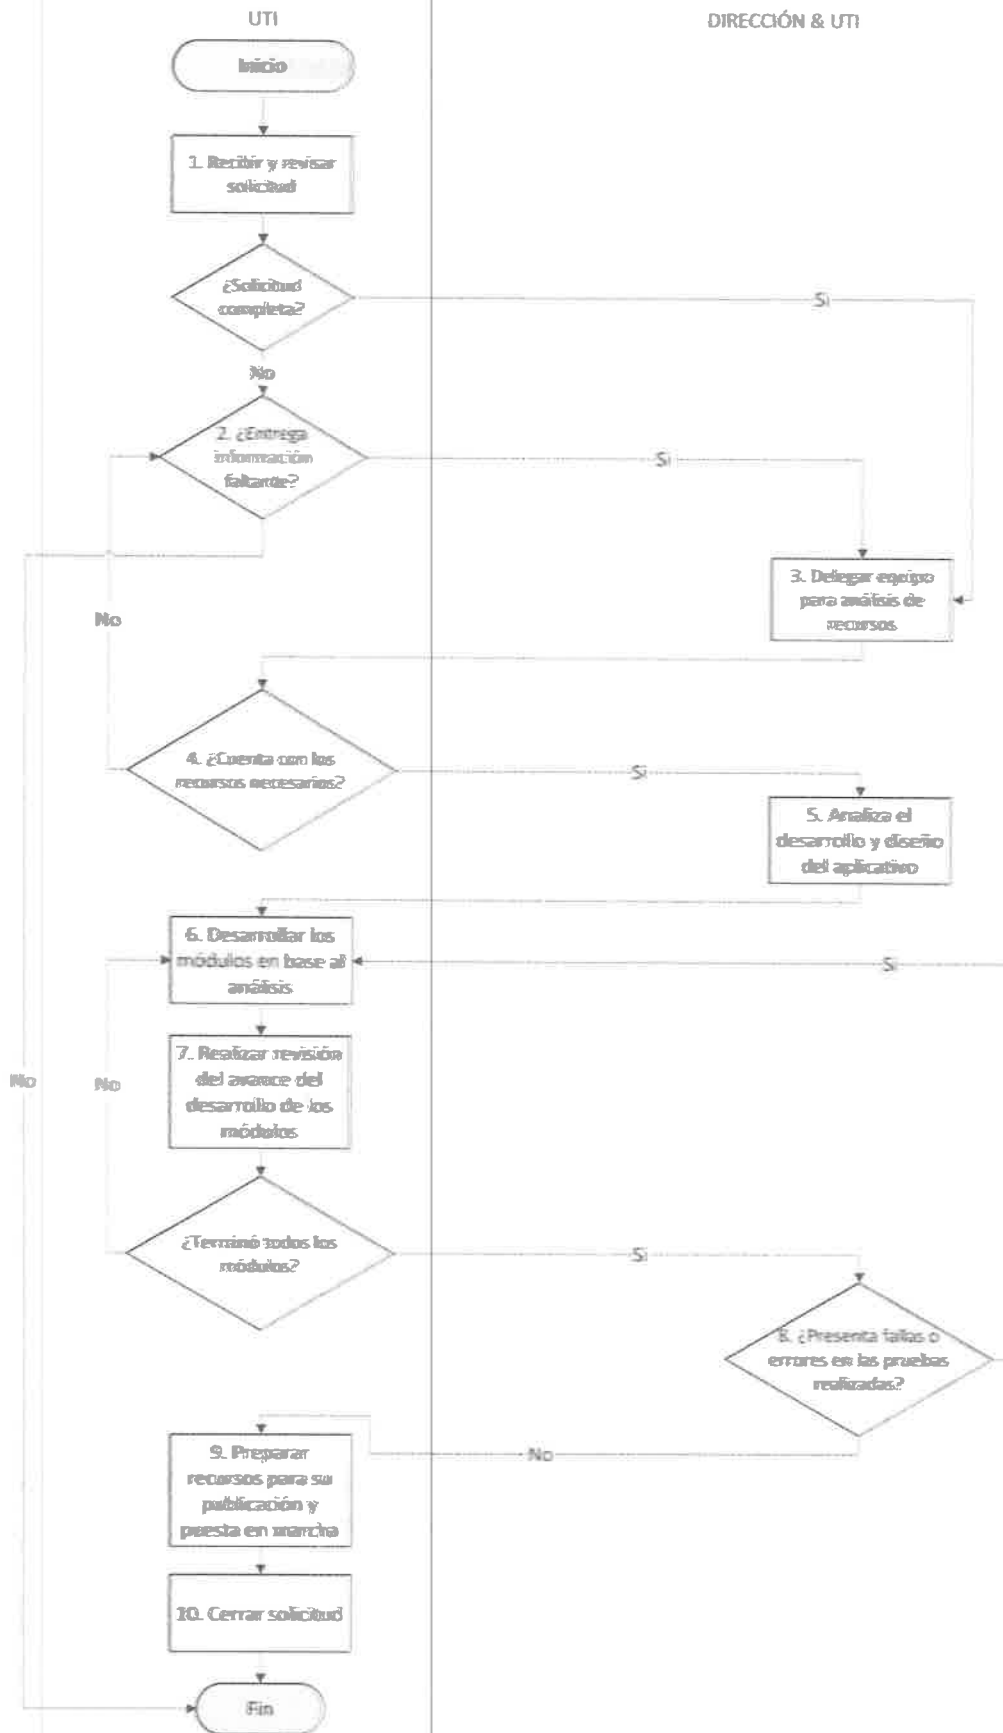 UTI
DIRECCIÓN & UTI
Inicio
1. Recibir y revisar
solicitud
¿Solicitud
completa?
Si
No
2. ¿Entrega
información
faltante?
Si
3. Delegar equipo
para análisis de
recursos
No
4. ¿Cuenta con los
recursos necesarios?
Si
5. Analiza el
desarrollo y diseño
del aplicativo
6. Desarrollar los
módulos en base al
análisis
Si
7. Realizar revisión
del avance del
desarrollo de los
módulos
No
No
¿Terminó todos los
módulos?
Si
8. ¿Presenta fallas o
errores en las pruebas
realizadas?
No
9. Preparar
recursos para su
publicación y
puesta en marcha
10. Cerrar solicitud
Fin